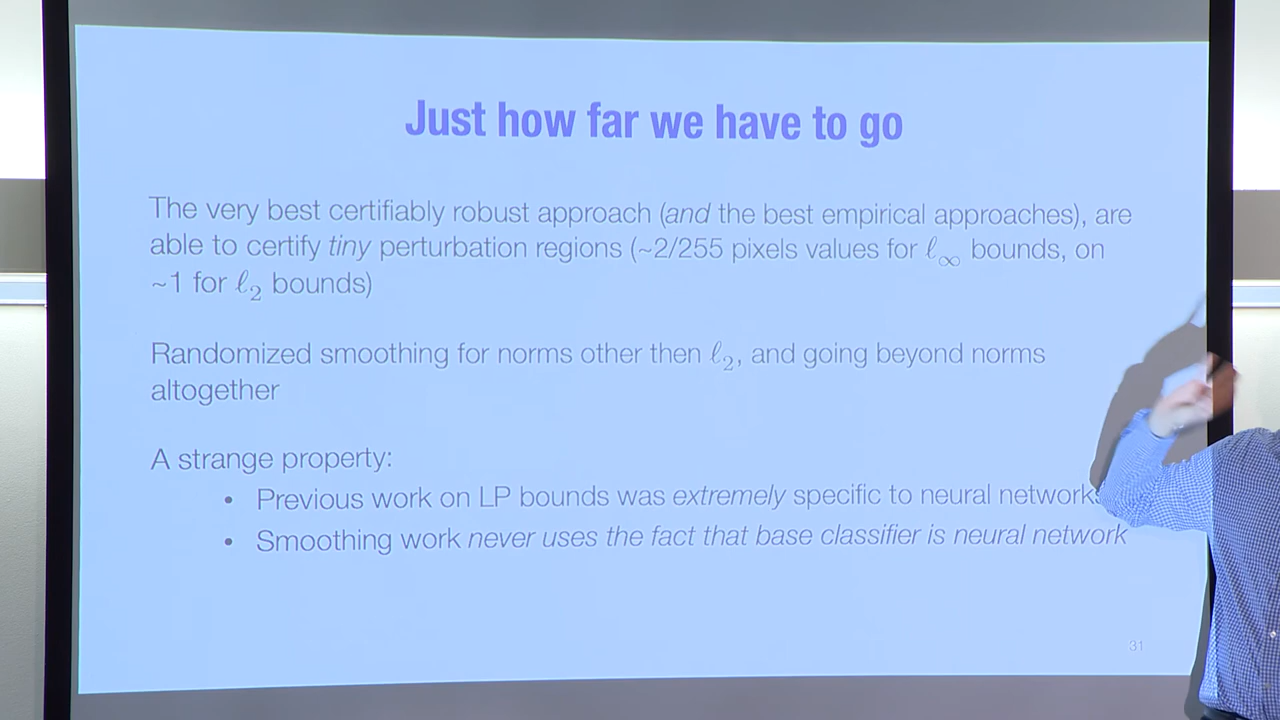 Just how far we have to go
The very best certifiably robust approach (and the best empirical approaches), are
able to certify tiny perturbation regions (~2/255 pixels values for ℓ∞ bounds, on
~1 for ℓ2 bounds)
Randomized smoothing for norms other then ℓ2, and going beyond norms
altogether
A strange property:
• Previous work on LP bounds was extremely specific to neural networks
• Smoothing work never uses the fact that base classifier is neural network
31